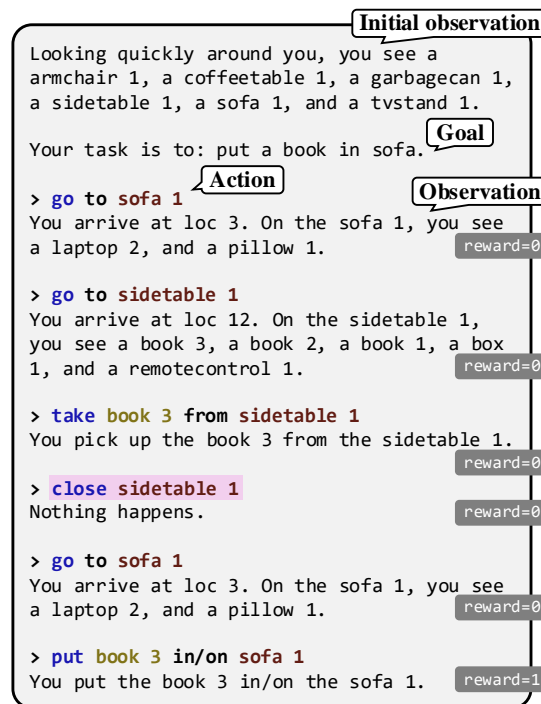 Initial observation
Looking quickly around you, you see a
armchair 1, a coffeetable 1, a garbagecan 1,
a sidetable 1, a sofa 1, and a tvstand 1.
Goal
Your task is to: put a book in sofa.
Action
> go to sofa 1
Observation
You arrive at loc 3. On the sofa 1, you see
a laptop 2, and a pillow 1.
reward=0
> go to sidetable 1
You arrive at loc 12. On the sidetable 1,
you see a book 3, a book 2, a book 1, a box
1, and a remotecontrol 1.
reward=0
> take book 3 from sidetable 1
You pick up the book 3 from the sidetable 1.
reward=0
> close sidetable 1
Nothing happens.
reward=0
> go to sofa 1
You arrive at loc 3. On the sofa 1, you see
a laptop 2, and a pillow 1.
reward=0
> put book 3 in/on sofa 1
You put the book 3 in/on the sofa 1.
reward=1